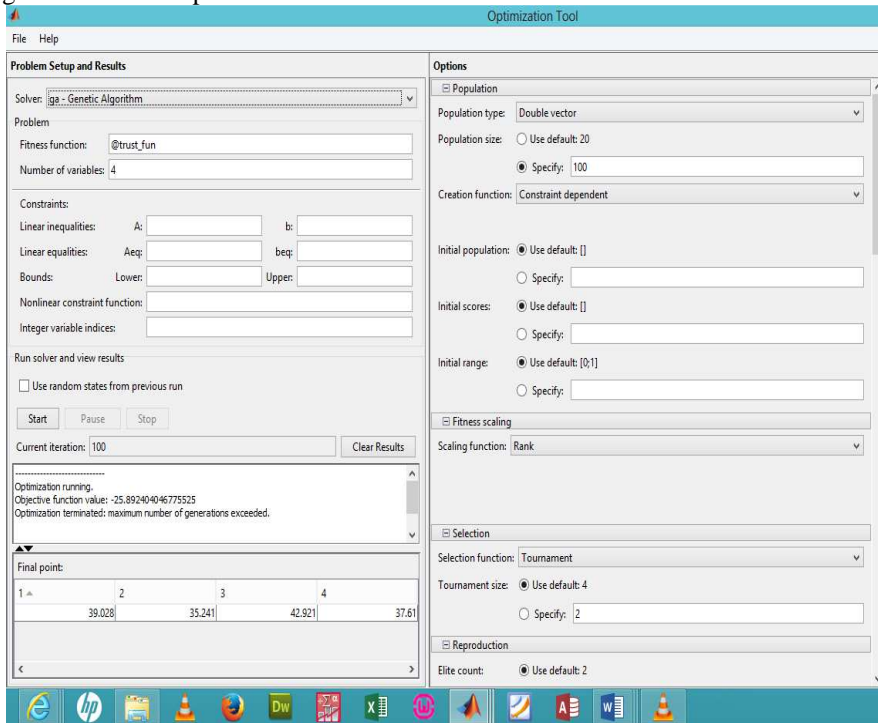 Optimization Tool
File Help
Problem Setup and Results
Solver: ga - Genetic Algorithm
Problem
Fitness function: @trust_fun
Number of variables: 4
Constraints:
Linear inequalities: A: b:
Linear equalities: Aeq: beq:
Bounds: Lower: Upper:
Nonlinear constraint function:
Integer variable indices:
Run solver and view results
Use random states from previous run
Start Pause Stop
Current iteration: 100 Clear Results
Optimization running.
Objective function value: -25.892404046775525
Optimization terminated: maximum number of generations exceeded.
Final point:
1 2 3 4
39.028 35.241 42.921 37.61
Options
Population
Population type: Double vector
Population size: Use default: 20
Specify: 100
Creation function: Constraint dependent
Initial population: Use default: []
Specify:
Initial scores: Use default: []
Specify:
Initial range: Use default: [0;1]
Specify:
Fitness scaling
Scaling function: Rank
Selection
Selection function: Tournament
Tournament size: Use default: 4
Specify: 2
Reproduction
Elite count: Use default: 2
hp Dw